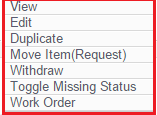 View
Edit
Duplicate
Move Item(Request)
Withdraw
Toggle Missing Status
Work Order